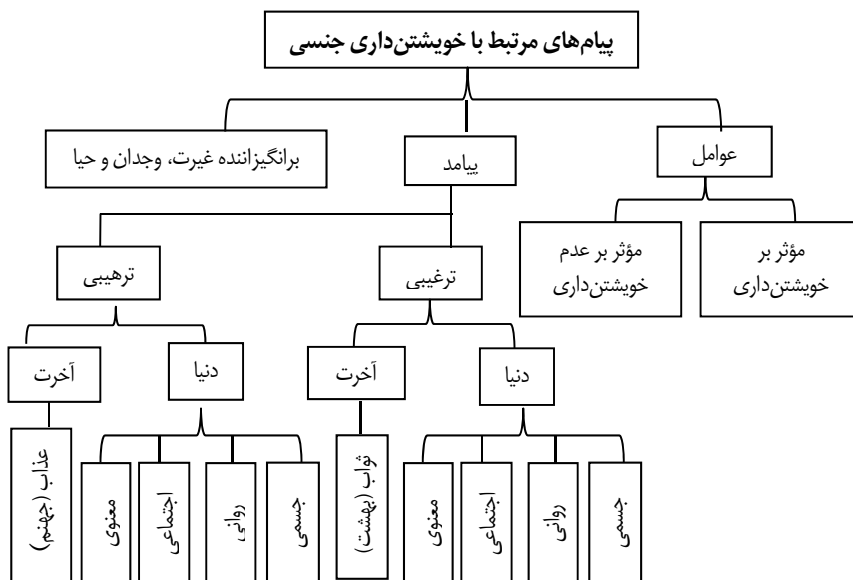 پیام‌های مرتبط با خویشتن‌داری جنسی
عوامل
پیامد
برانگیزاننده غیرت، وجدان و حیا
مؤثر بر
خویشتن‌داری
مؤثر بر عدم
خویشتن‌داری
ترغیبی
ترهیبی
دنیا
آخرت
دنیا
آخرت
جسمی
روانی
اجتماعی
معنوی
ثواب (بهشت)
جسمی
روانی
اجتماعی
معنوی
عذاب (جهنم)